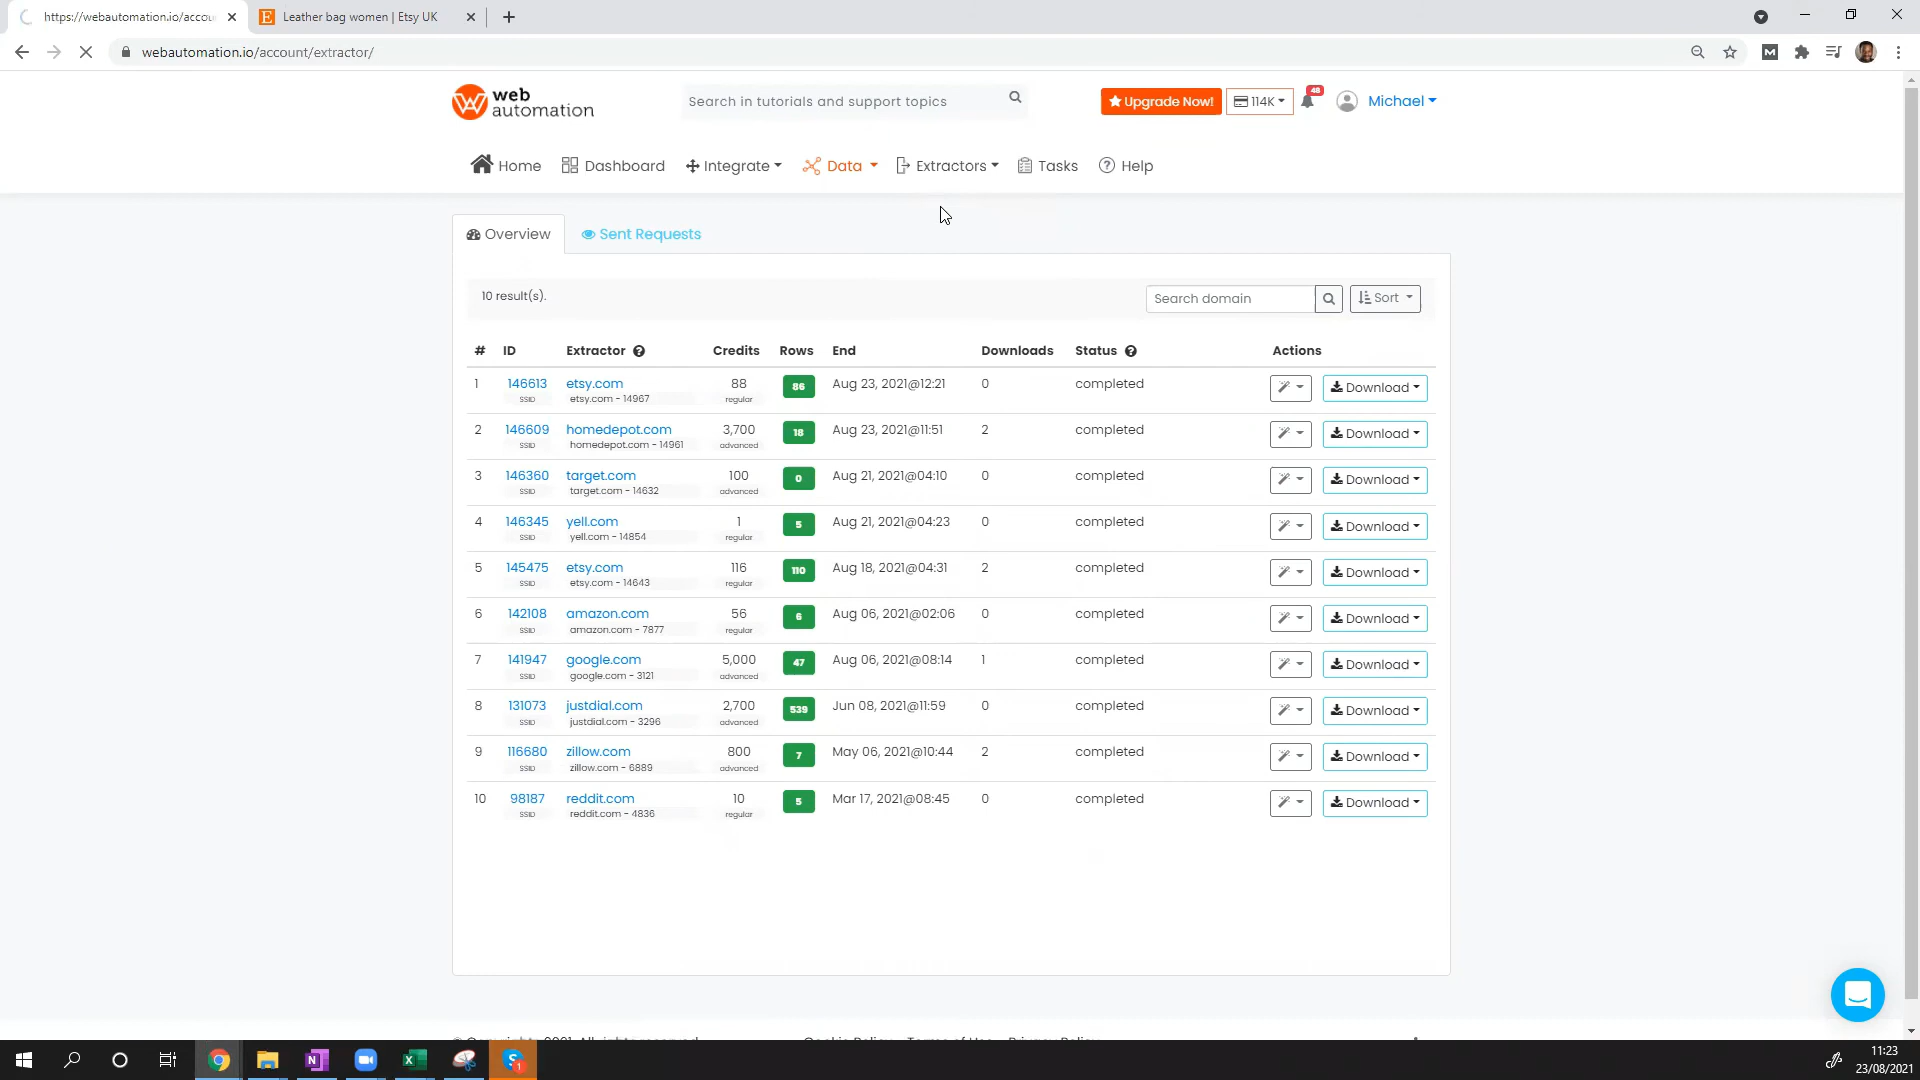 https://webautomation.io/accou
Leather bag women | Etsy UK
webautomation.io/account/extractor/
web automation
Search in tutorials and support topics
Upgrade Now!
114K
48
Michael
Home
Dashboard
Integrate
Data
Extractors
Tasks
Help
Overview
Sent Requests
10 result(s).
Search domain
Sort
# ID Extractor Credits Rows End Downloads Status Actions
1 146613 etsy.com 88 86 Aug 23, 2021@12:21 0 completed Download
SSID etsy.com - 14967 regular
2 146609 homedepot.com 3,700 18 Aug 23, 2021@11:51 2 completed Download
SSID homedepot.com - 14961 advanced
3 146360 target.com 100 0 Aug 21, 2021@04:10 0 completed Download
SSID target.com - 14632 advanced
4 146345 yell.com 1 5 Aug 21, 2021@04:23 0 completed Download
SSID yell.com - 14854 regular
5 145475 etsy.com 116 110 Aug 18, 2021@04:31 2 completed Download
SSID etsy.com - 14643 regular
6 142108 amazon.com 56 6 Aug 06, 2021@02:06 0 completed Download
SSID amazon.com - 7877 regular
7 141947 google.com 5,000 47 Aug 06, 2021@08:14 1 completed Download
SSID google.com - 3121 advanced
8 131073 justdial.com 2,700 539 Jun 08, 2021@11:59 0 completed Download
SSID justdial.com - 3296 advanced
9 116680 zillow.com 800 7 May 06, 2021@10:44 2 completed Download
SSID zillow.com - 6889 advanced
10 98187 reddit.com 10 5 Mar 17, 2021@08:45 0 completed Download
SSID reddit.com - 4836 regular
11:23
23/08/2021